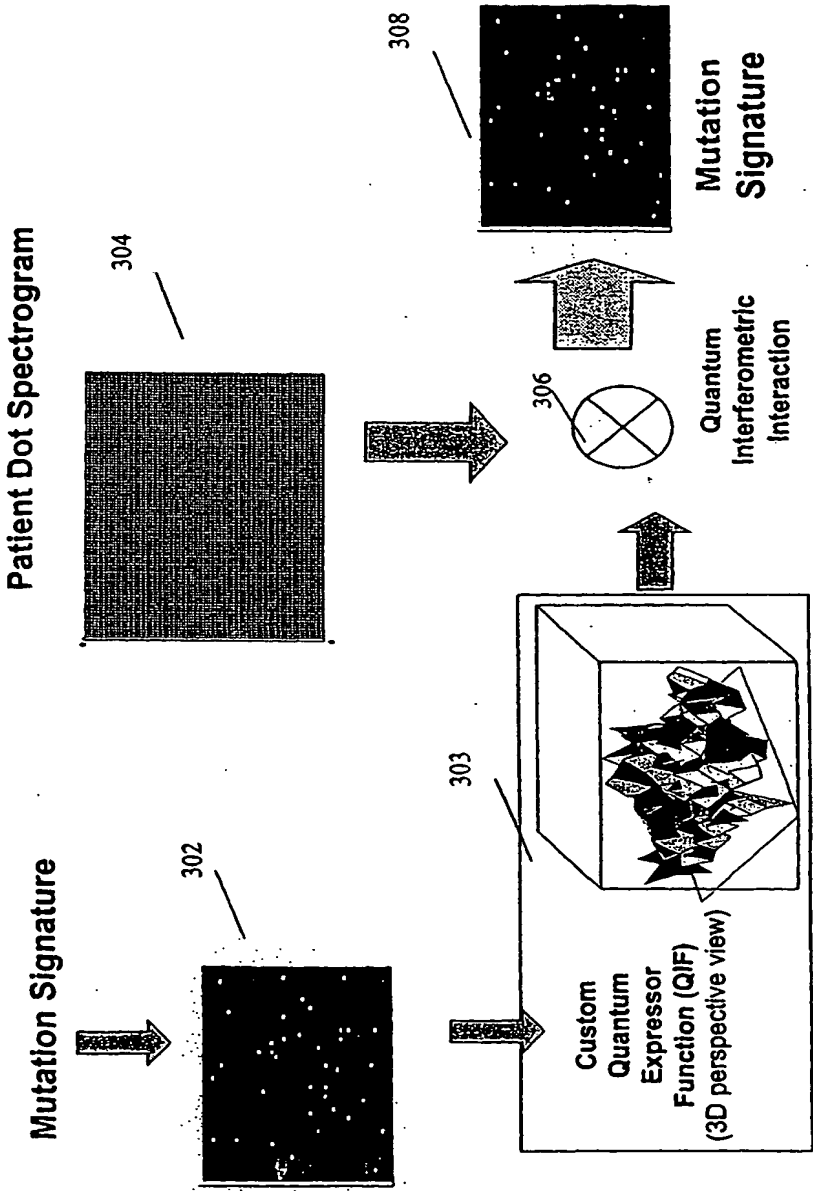 Patient Dot Spectrogram
304
Mutation Signature
302
303
Custom
Quantum
Expressor
Function (QIF)
(3D perspective view)
306
Quantum
Interferometric
Interaction
308
Mutation
Signature